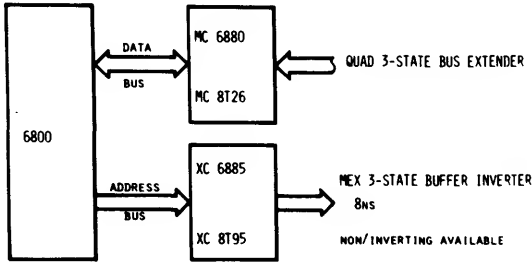 DATA
BUS
MC 6880
MC 8T26
QUAD 3-STATE BUS EXTENDER
6800
ADDRESS
BUS
XC 6885
XC 8T95
MEX 3-STATE BUFFER INVERTER
8NS
NON/INVERTING AVAILABLE